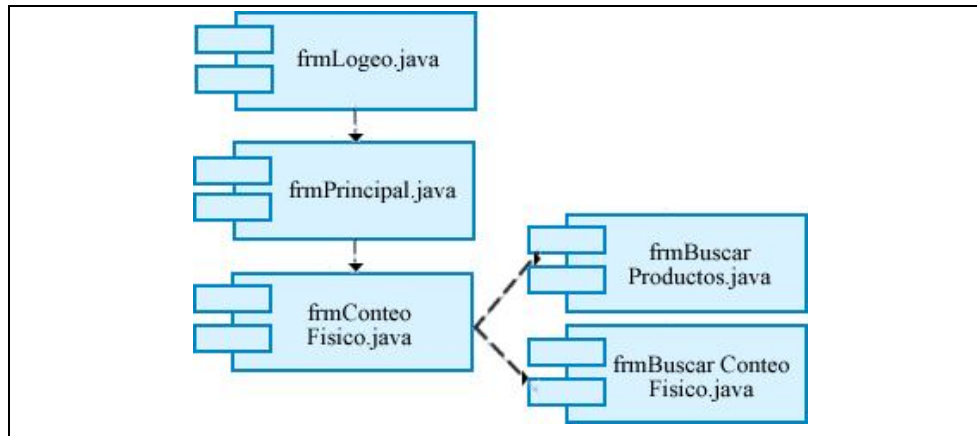 frmLogeo.java
frmPrincipal.java
frmConteo
Fisico.java
frmBuscar
Productos.java
frmBuscar Conteo
Fisico.java